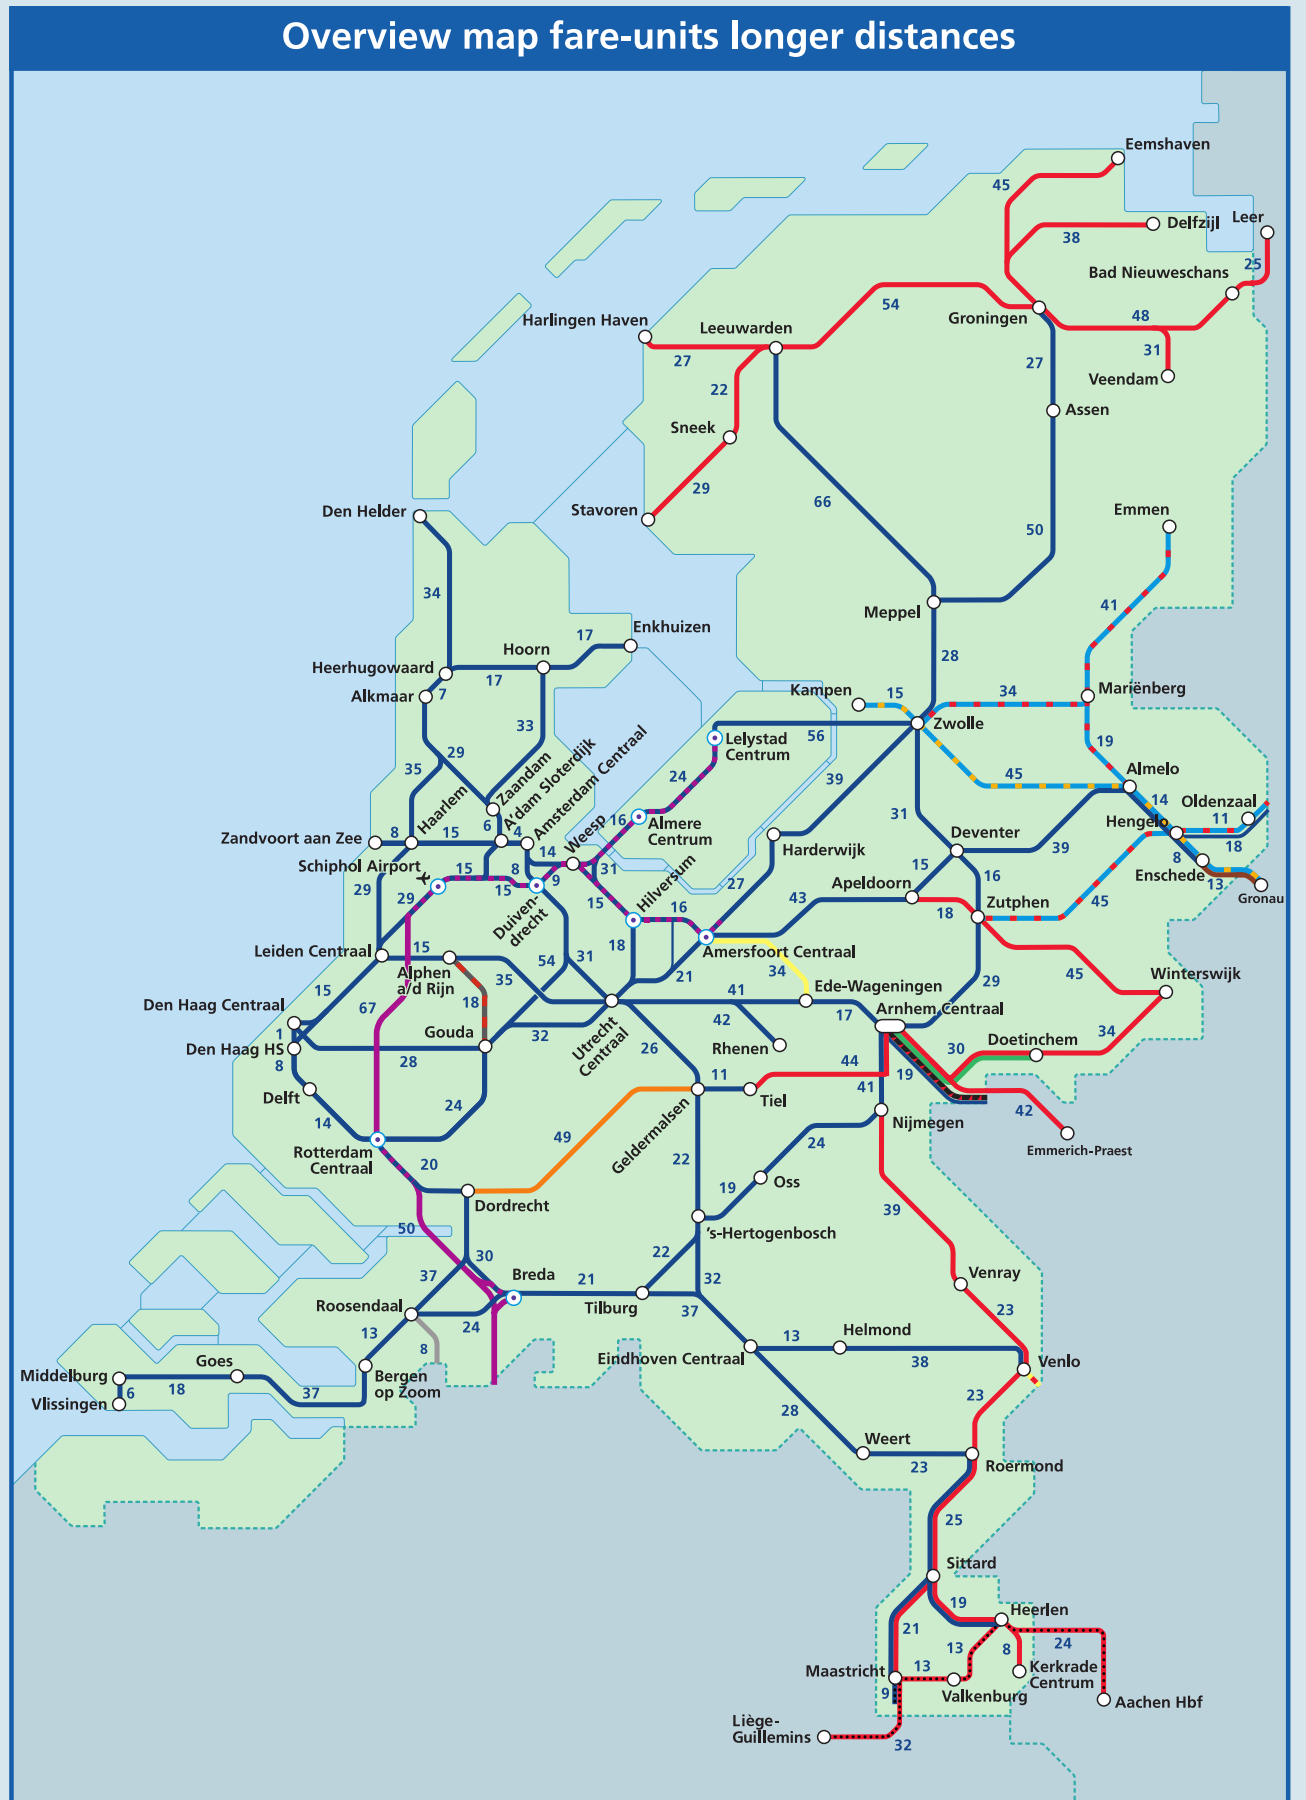 Overview map fare-units longer distances
Eemshaven
45
Delfzijl
Leer
38
25
Bad Nieuweschans
54
Groningen
48
Harlingen Haven
Leeuwarden
27
31
27
22
Veendam
Assen
Sneek
29
66
Stavoren
Den Helder
50
Emmen
34
41
Meppel
Enkhuizen
17
Hoorn
28
Heerhugowaard
17
7
Alkmaar
Kampen
15
34
Mariënberg
33
Zwolle
Lelystad
Centrum
56
19
29
35
24
39
45
Almelo
Zaandam
A'dam Sloterdijk
Amsterdam Centraal
14
Oldenzaal
Haarlem
31
Hengelo
11
Zandvoort aan Zee
8
15
6
4
16
Almere
Centrum
Weesp
14
Deventer
18
Harderwijk
39
8
Schiphol Airport
15
8
31
Enschede
9
15
13
Gronau
29
29
15
15
Hilversum
27
Apeldoorn
16
16
43
45
Zutphen
18
Duiven-
drecht
Leiden Centraal
15
18
Amersfoort Centraal
Alphen
a/d Rijn
54
31
34
35
21
45
Winterswijk
29
15
41
Ede-Wageningen
Den Haag Centraal
67
18
17
Arnhem Centraal
1
Gouda
42
34
Den Haag HS
32
Utrecht
Centraal
Rhenen
Doetinchem
26
30
8
28
44
19
11
41
Delft
24
Tiel
42
14
Nijmegen
Geldermalsen
49
24
Emmerich-Praest
Rotterdam
Centraal
20
22
19
Oss
Dordrecht
39
50
's-Hertogenbosch
30
22
37
Breda
21
32
Venray
Roosendaal
Tilburg
37
23
24
13
13
Helmond
8
Goes
Eindhoven Centraal
38
Venlo
Middelburg
Bergen
op Zoom
6
18
37
23
Vlissingen
28
Weert
23
Roermond
25
Sittard
19
Heerlen
21
24
13
8
Maastricht
13
Kerkrade
Centrum
9
Valkenburg
Aachen Hbf
Liège-
Guillemins
32